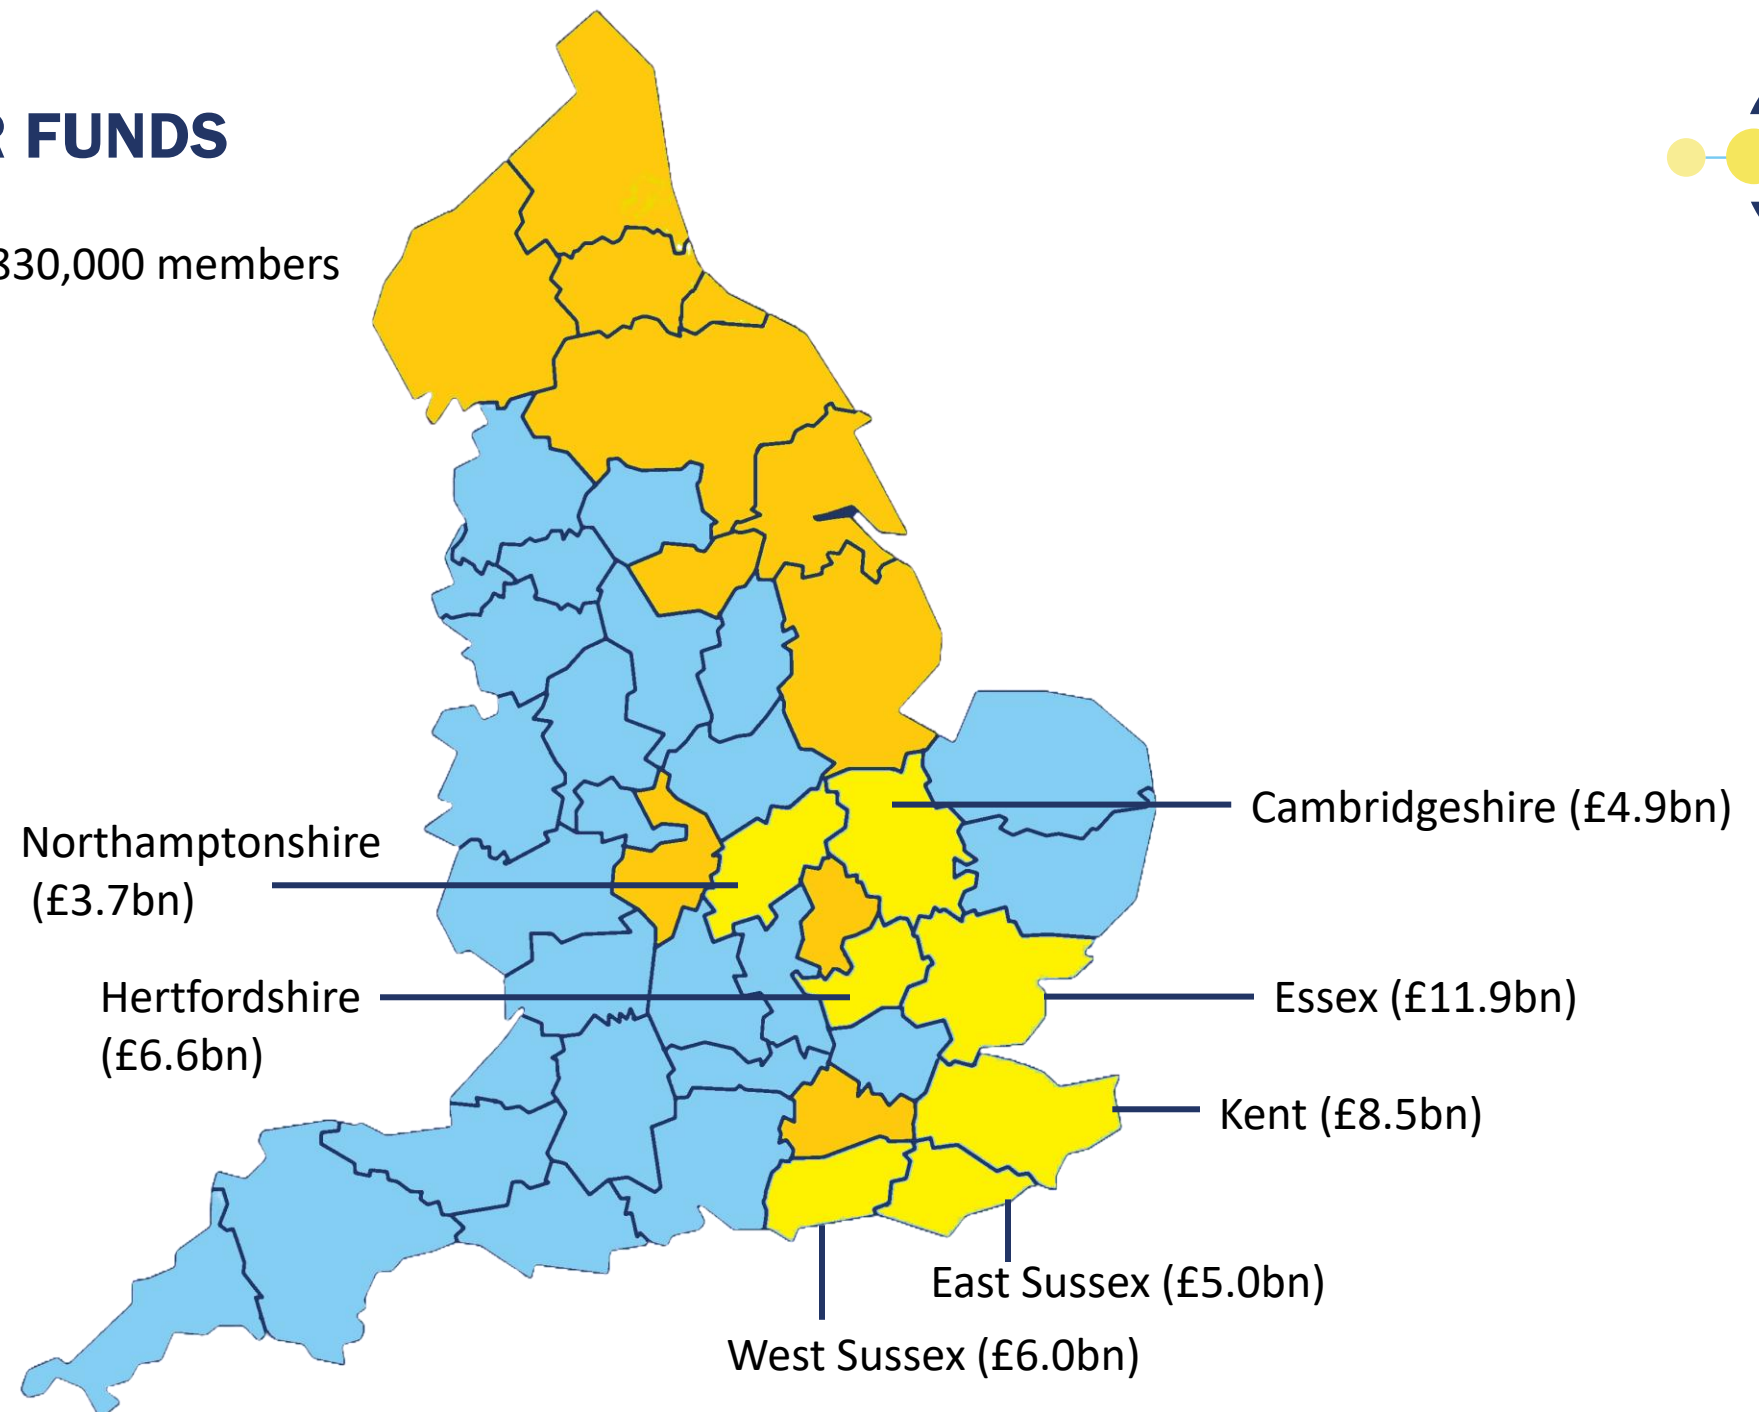 R FUNDS
830,000 members
Cambridgeshire (£4.9bn)
Northamptonshire
(£3.7bn)
Hertfordshire
(£6.6bn)
Essex (£11.9bn)
Kent (£8.5bn)
East Sussex (£5.0bn)
West Sussex (£6.0bn)